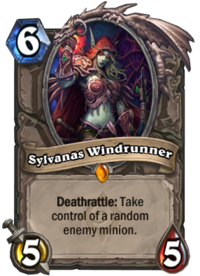 6
Sylvanas Windrunner
Deathrattle: Take
control of a random
enemy minion.
5 5